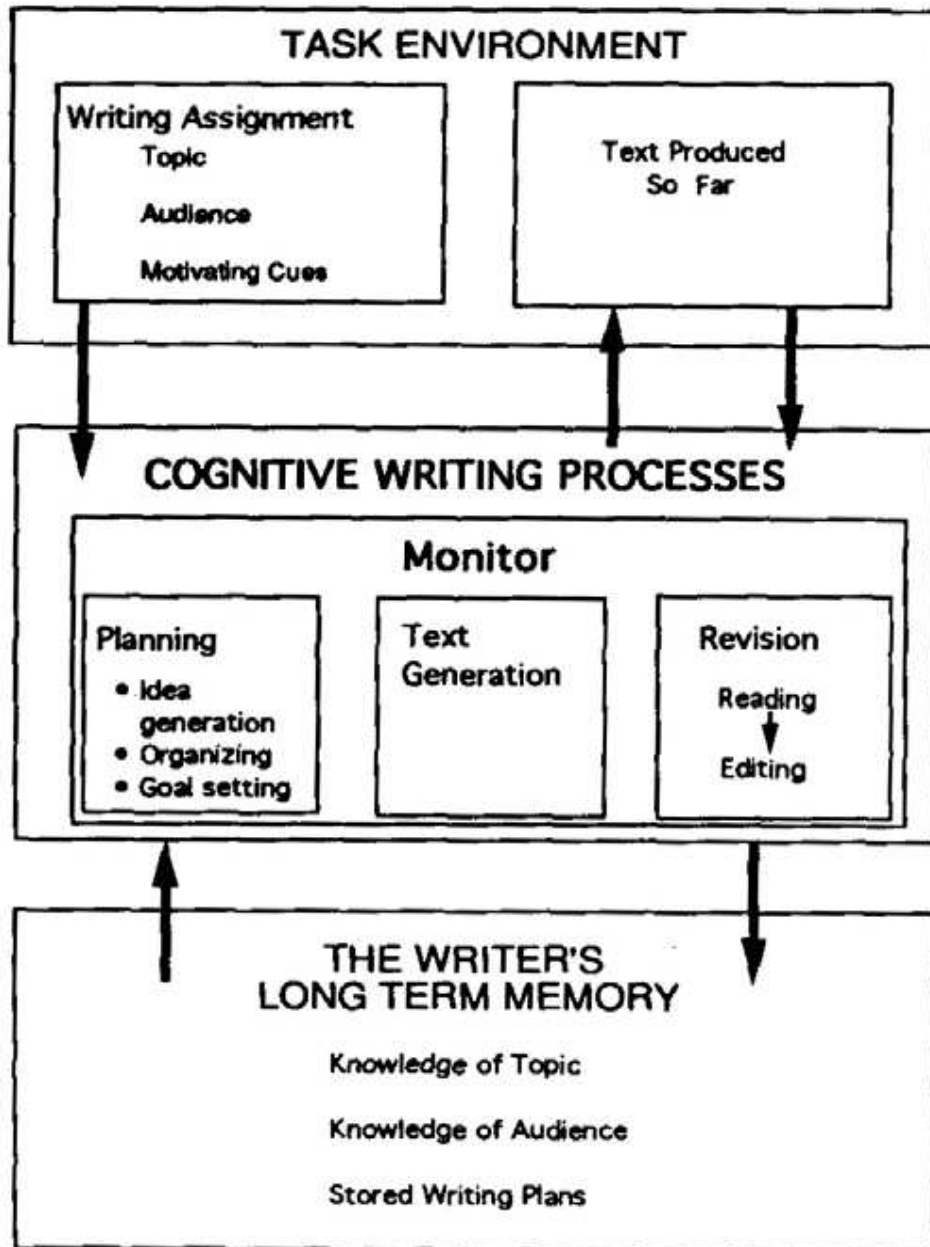 TASK ENVIRONMENT
Writing Assignment
Topic
Audience
Motivating Cues
Text Produced
So Far
COGNITIVE WRITING PROCESSES
Monitor
Planning
• Idea
generation
• Organizing
• Goal setting
Text
Generation
Revision
Reading
Editing
THE WRITER'S
LONG TERM MEMORY
Knowledge of Topic
Knowledge of Audience
Stored Writing Plans